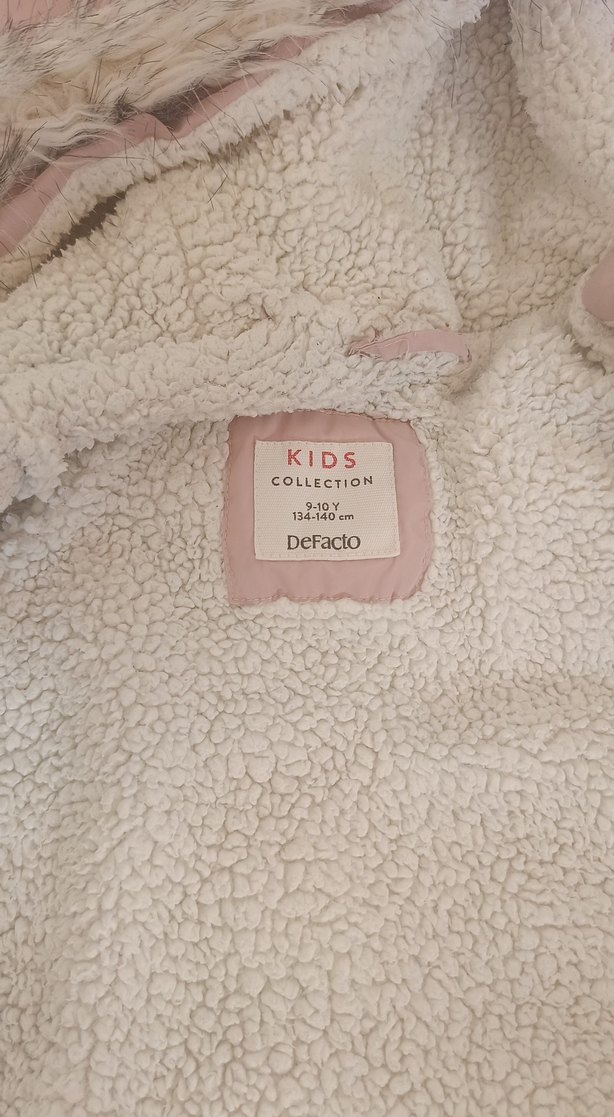 KIDS
COLLECTION
9-10 Y
134-140 cm
DeFacto